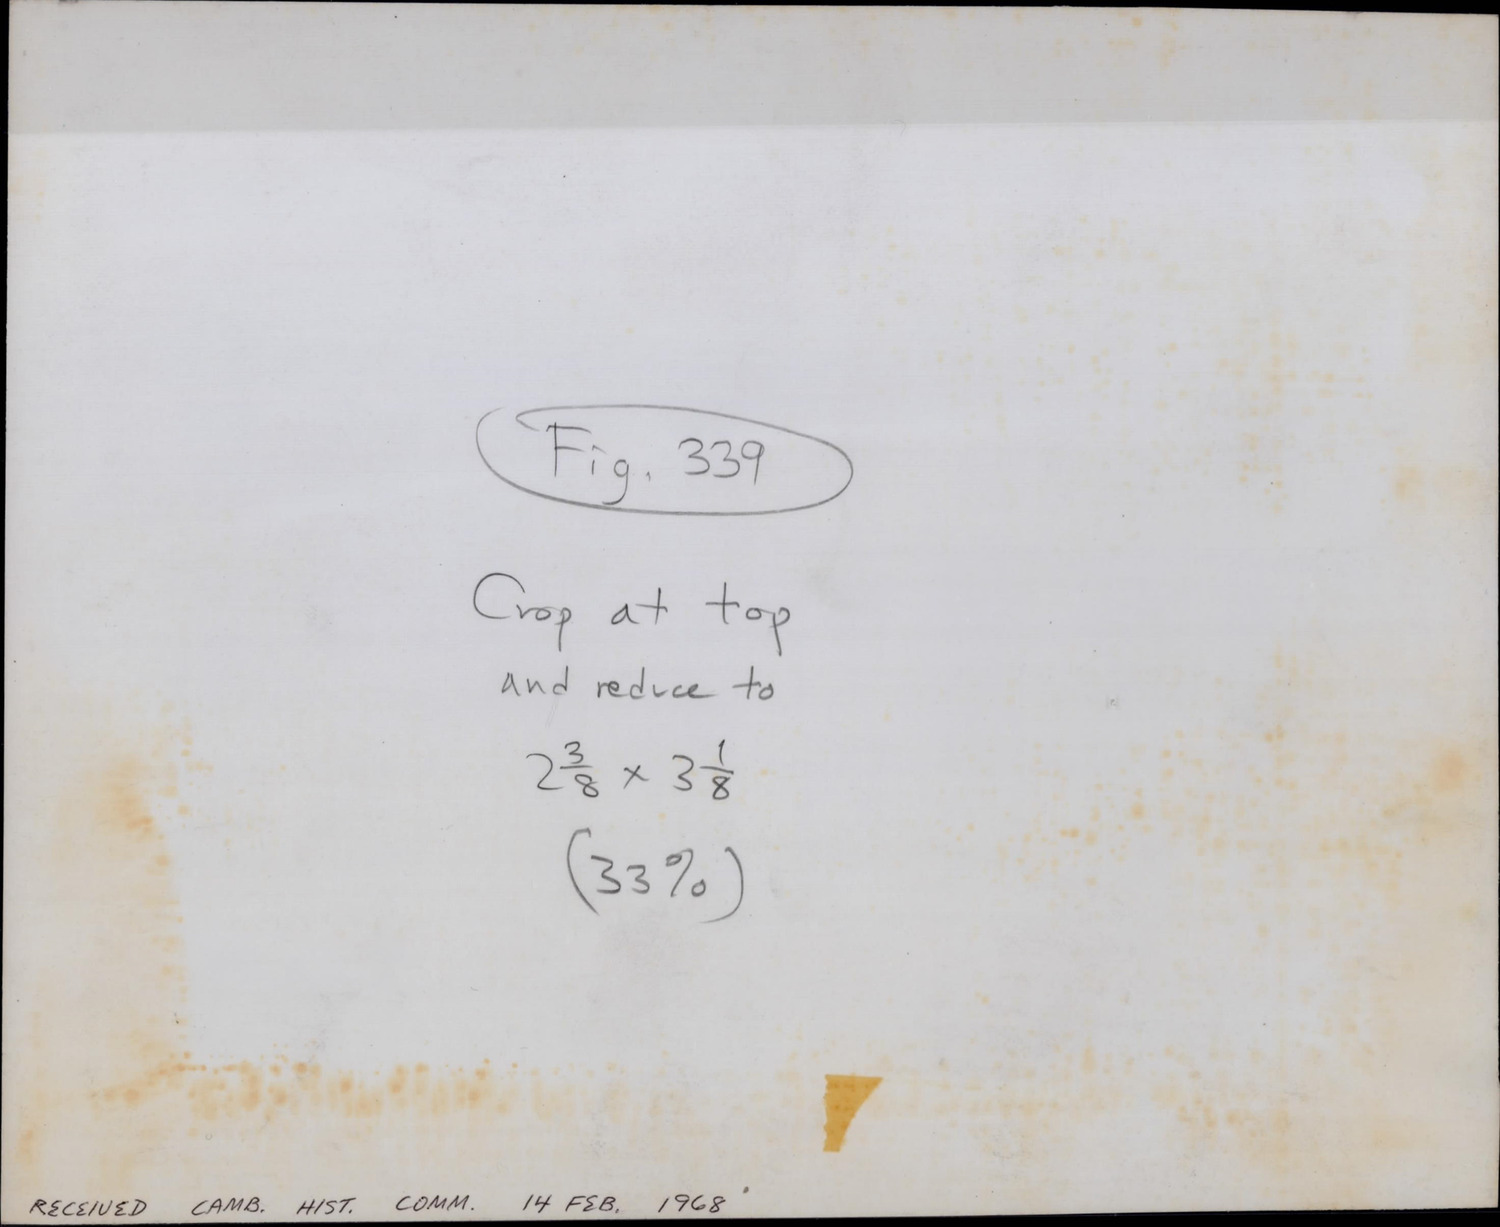 Fig. 339
Crop at top
and reduce to
2 3/8 x 3 1/8
(33%)
RECEIVED CAMB. HIST. COMM. 14 FEB. 1968